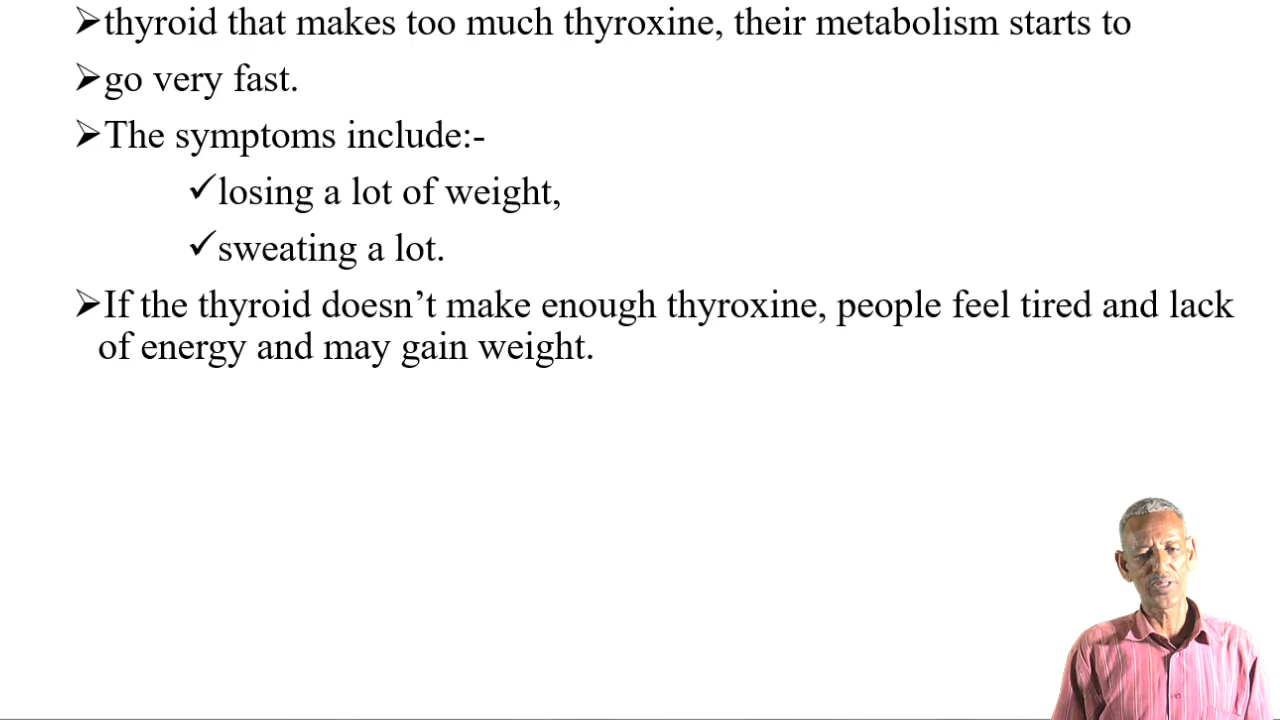 ➢thyroid that makes too much thyroxine, their metabolism starts to
➢go very fast.
➢The symptoms include:-
✓losing a lot of weight,
✓sweating a lot.
➢If the thyroid doesn’t make enough thyroxine, people feel tired and lack
of energy and may gain weight.